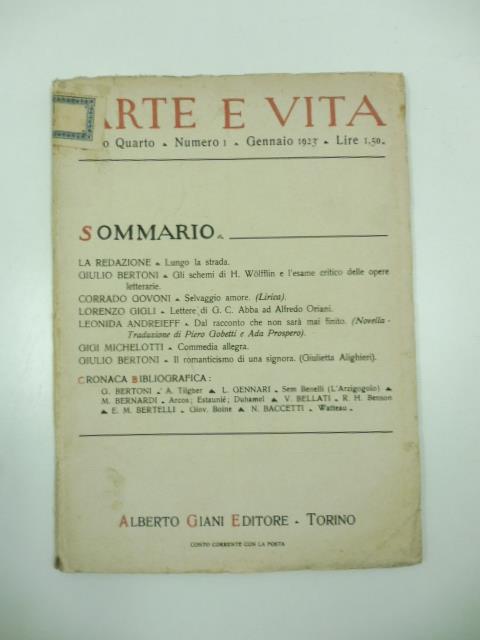 ARTE E VITA
o Quarto - Numero 1 - Gennaio 1923 - Lire 1,50.
SOMMARIO
LA REDAZIONE - Lungo la strada.
GIULIO BERTONI - Gli schemi di H. Wölfflin e l'esame critico delle opere
letterarie.
CORRADO GOVONI - Selvaggio amore. (Lirica).
LORENZO GIGLI - Lettere di G. C. Abba ad Alfredo Oriani.
LEONIDA ANDREIEFF - Dal racconto che non sarà mai finito. (Novella -
Traduzione di Piero Gobetti e Ada Prospero).
GIGI MICHELOTTI - Commedia allegra.
GIULIO BERTONI - Il romanticismo di una signora. (Giulietta Alighieri).
CRONACA BIBLIOGRAFICA:
G. BERTONI - A. Tilgher - L. GENNARI - Sem Benelli (L'Arzigogolo) -
M. BERNARDI - Arcos; Estaunié; Duhamel - V. BELLATI - R. H. Benson
- E. M. BERTELLI - Giov. Boine - N. BACCETTI - Watteau -
ALBERTO GIANI EDITORE - TORINO
CONTO CORRENTE CON LA POSTA